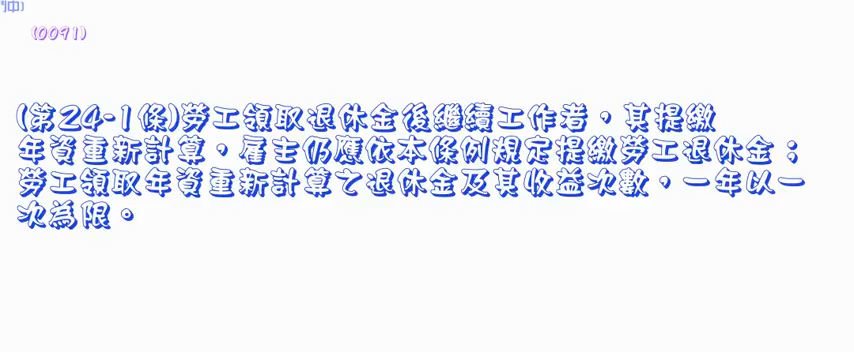 (0091)
(第24-1條)勞工領取退休金後繼續工作者，其提繳
年資重新計算，雇主仍應依本條例規定提繳勞工退休金；
勞工領取年資重新計算之退休金及其收益次數，一年以一
次為限。